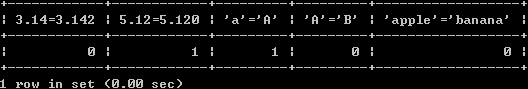 3.14=3.142 | 5.12=5.120 | 'a'='A' | 'A'='B' | 'apple'='banana'
0 | 1 | 1 | 0 | 0
1 row in set (0.00 sec)